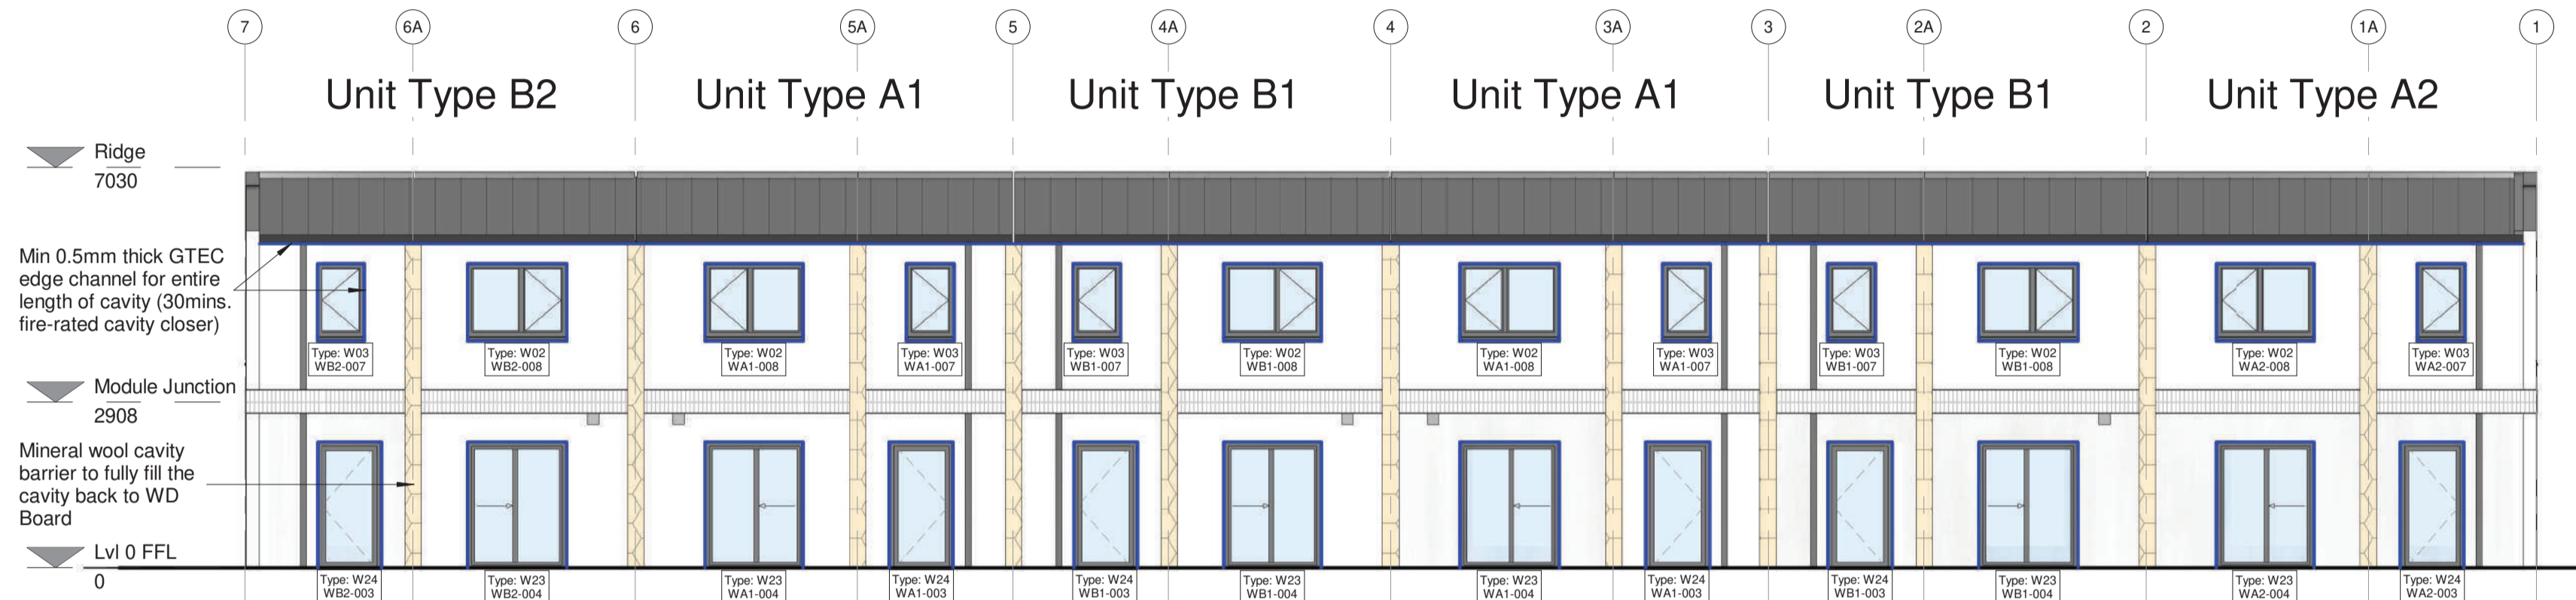 7 6A 6 5A 5 4A 4 3A 3 2A 2 1A 1
Unit Type B2 Unit Type A1 Unit Type B1 Unit Type A1 Unit Type B1 Unit Type A2
Ridge
7030
Min 0.5mm thick GTEC
edge channel for entire
length of cavity (30mins.
fire-rated cavity closer)
Type: W03 Type: W02 Type: W02 Type: W03 Type: W03 Type: W02 Type: W02 Type: W03 Type: W03 Type: W02 Type: W02 Type: W03
WB2-007 WB2-008 WA1-008 WA1-007 WB1-007 WB1-008 WA1-008 WA1-007 WB1-007 WB1-008 WA2-008 WA2-007
Module Junction
2908
Mineral wool cavity
barrier to fully fill the
cavity back to WD
Board
Lvl 0 FFL
0
Type: W24 Type: W23 Type: W23 Type: W24 Type: W24 Type: W23 Type: W23 Type: W24 Type: W24 Type: W23 Type: W23 Type: W24
WB2-003 WB2-004 WA1-004 WA1-003 WB1-003 WB1-004 WA1-004 WA1-003 WB1-003 WB1-004 WA2-004 WA2-003